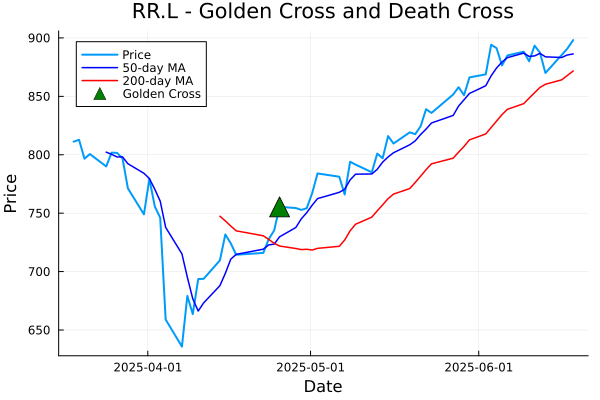 RR.L - Golden Cross and Death Cross
900
850
800
750
700
650
Price
Price
50-day MA
200-day MA
Golden Cross
2025-04-01
2025-05-01
2025-06-01
Date